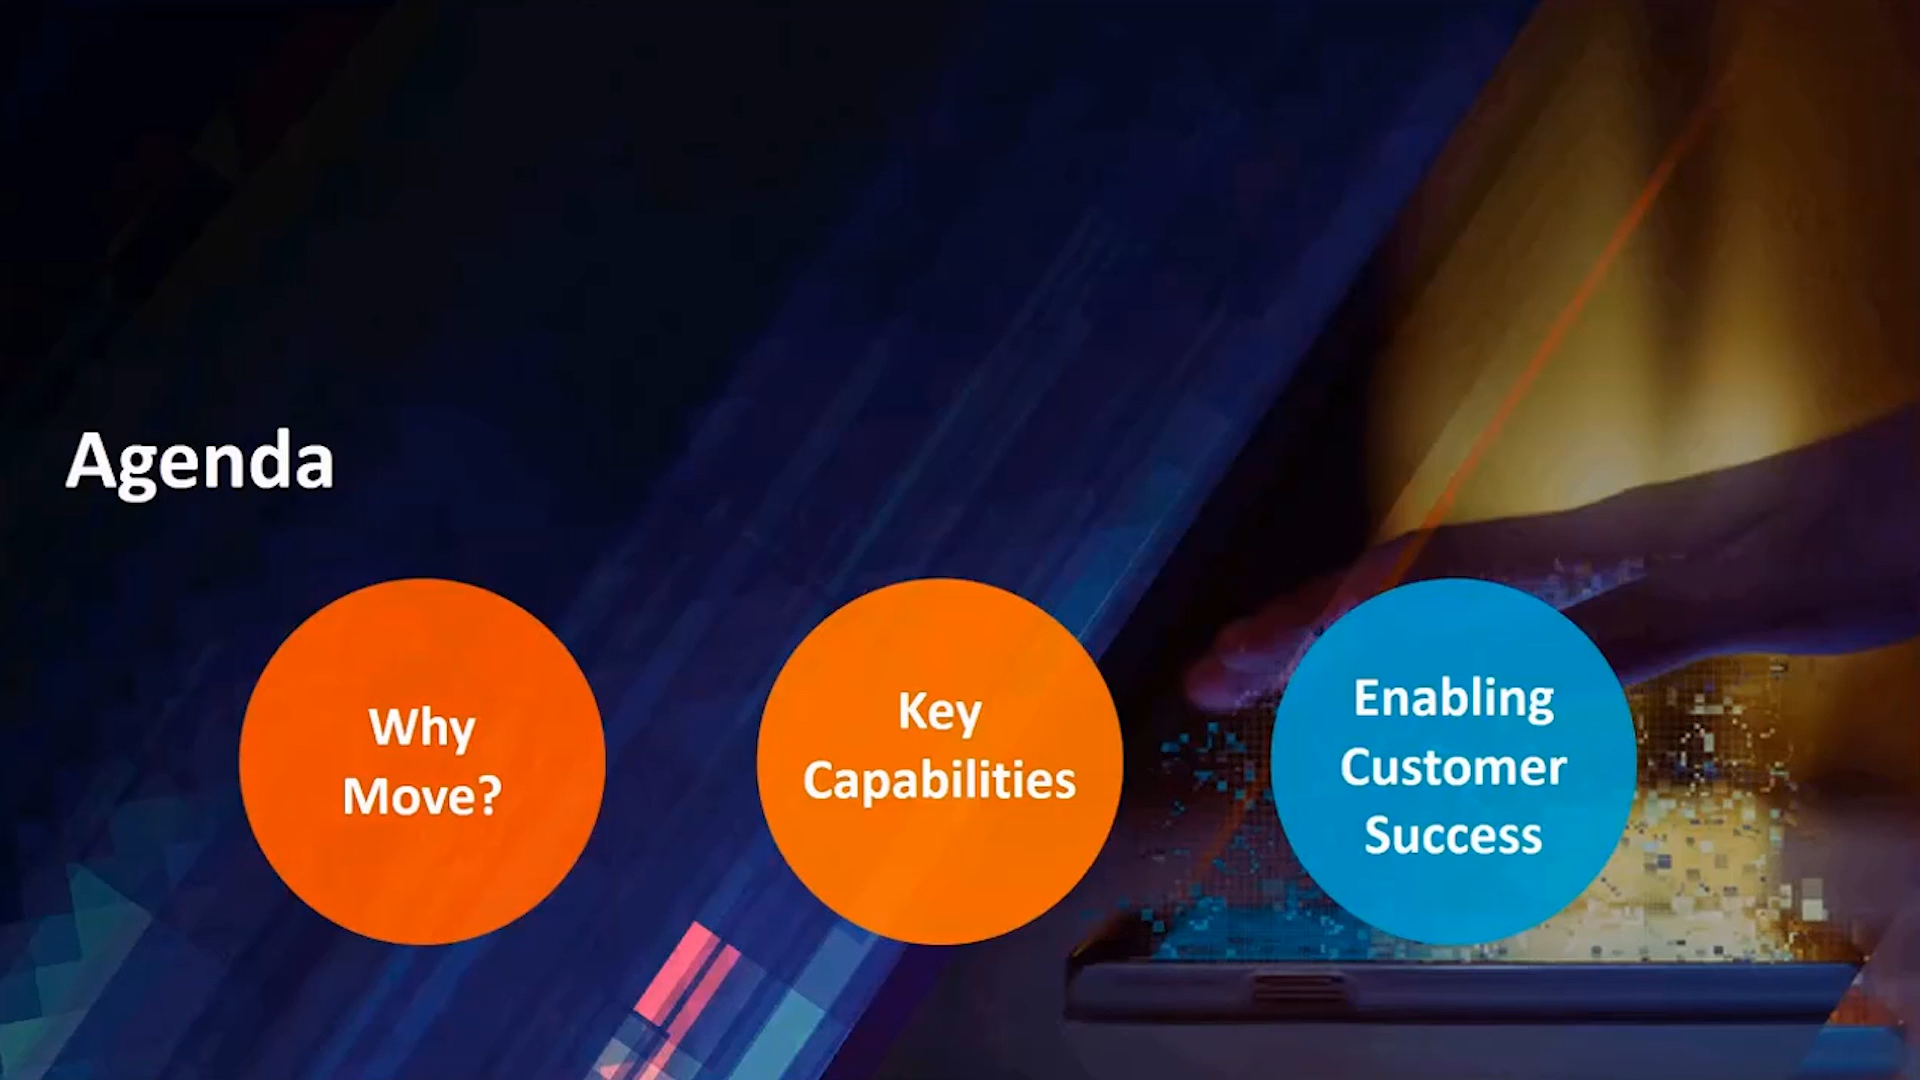 Agenda
Why
Move?
Key
Capabilities
Enabling
Customer
Success